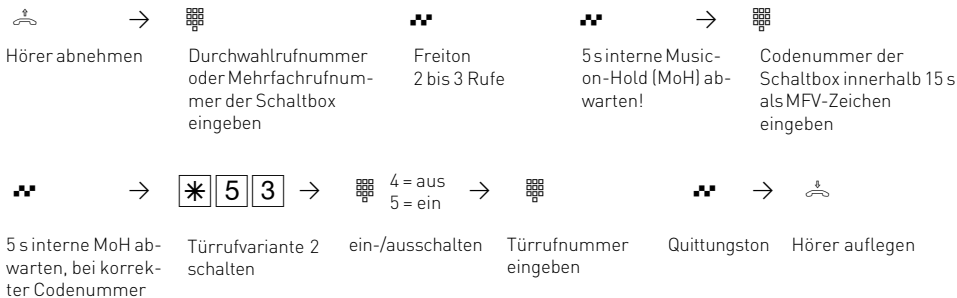 Hörer abnehmen
Durchwahlrufnummer
oder Mehrfachrufnum-
mer der Schaltbox
eingeben
Freiton
2 bis 3 Rufe
5 s interne Music-
on-Hold (MoH) ab-
warten!
Codenummer der
Schaltbox innerhalb 15 s
als MFV-Zeichen
eingeben
* 5 3
4 = aus
5 = ein
5 s interne MoH ab-
warten, bei korrek-
ter Codenummer
Türrufvariante 2
schalten
ein-/ausschalten
Türrufnummer
eingeben
Quittungston
Hörer auflegen